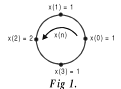 x(1) = 1
x(2) = 2
x(n)
x(0) = 1
x(3) = 1
Fig 1.